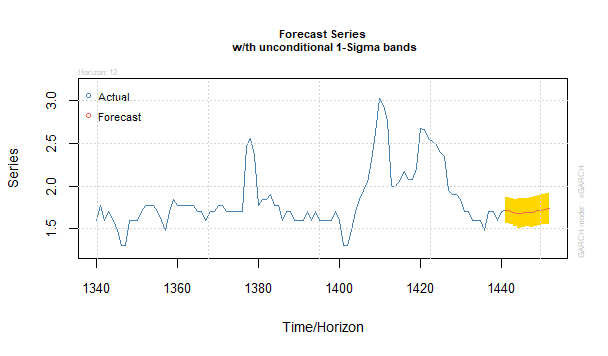 Forecast Series
w/th unconditional 1-Sigma bands
Horizon: 12
Actual
Forecast
3.0
2.5
2.0
1.5
Series
1340
1360
1380
1400
1420
1440
Time/Horizon
GARCH model : eGARCH